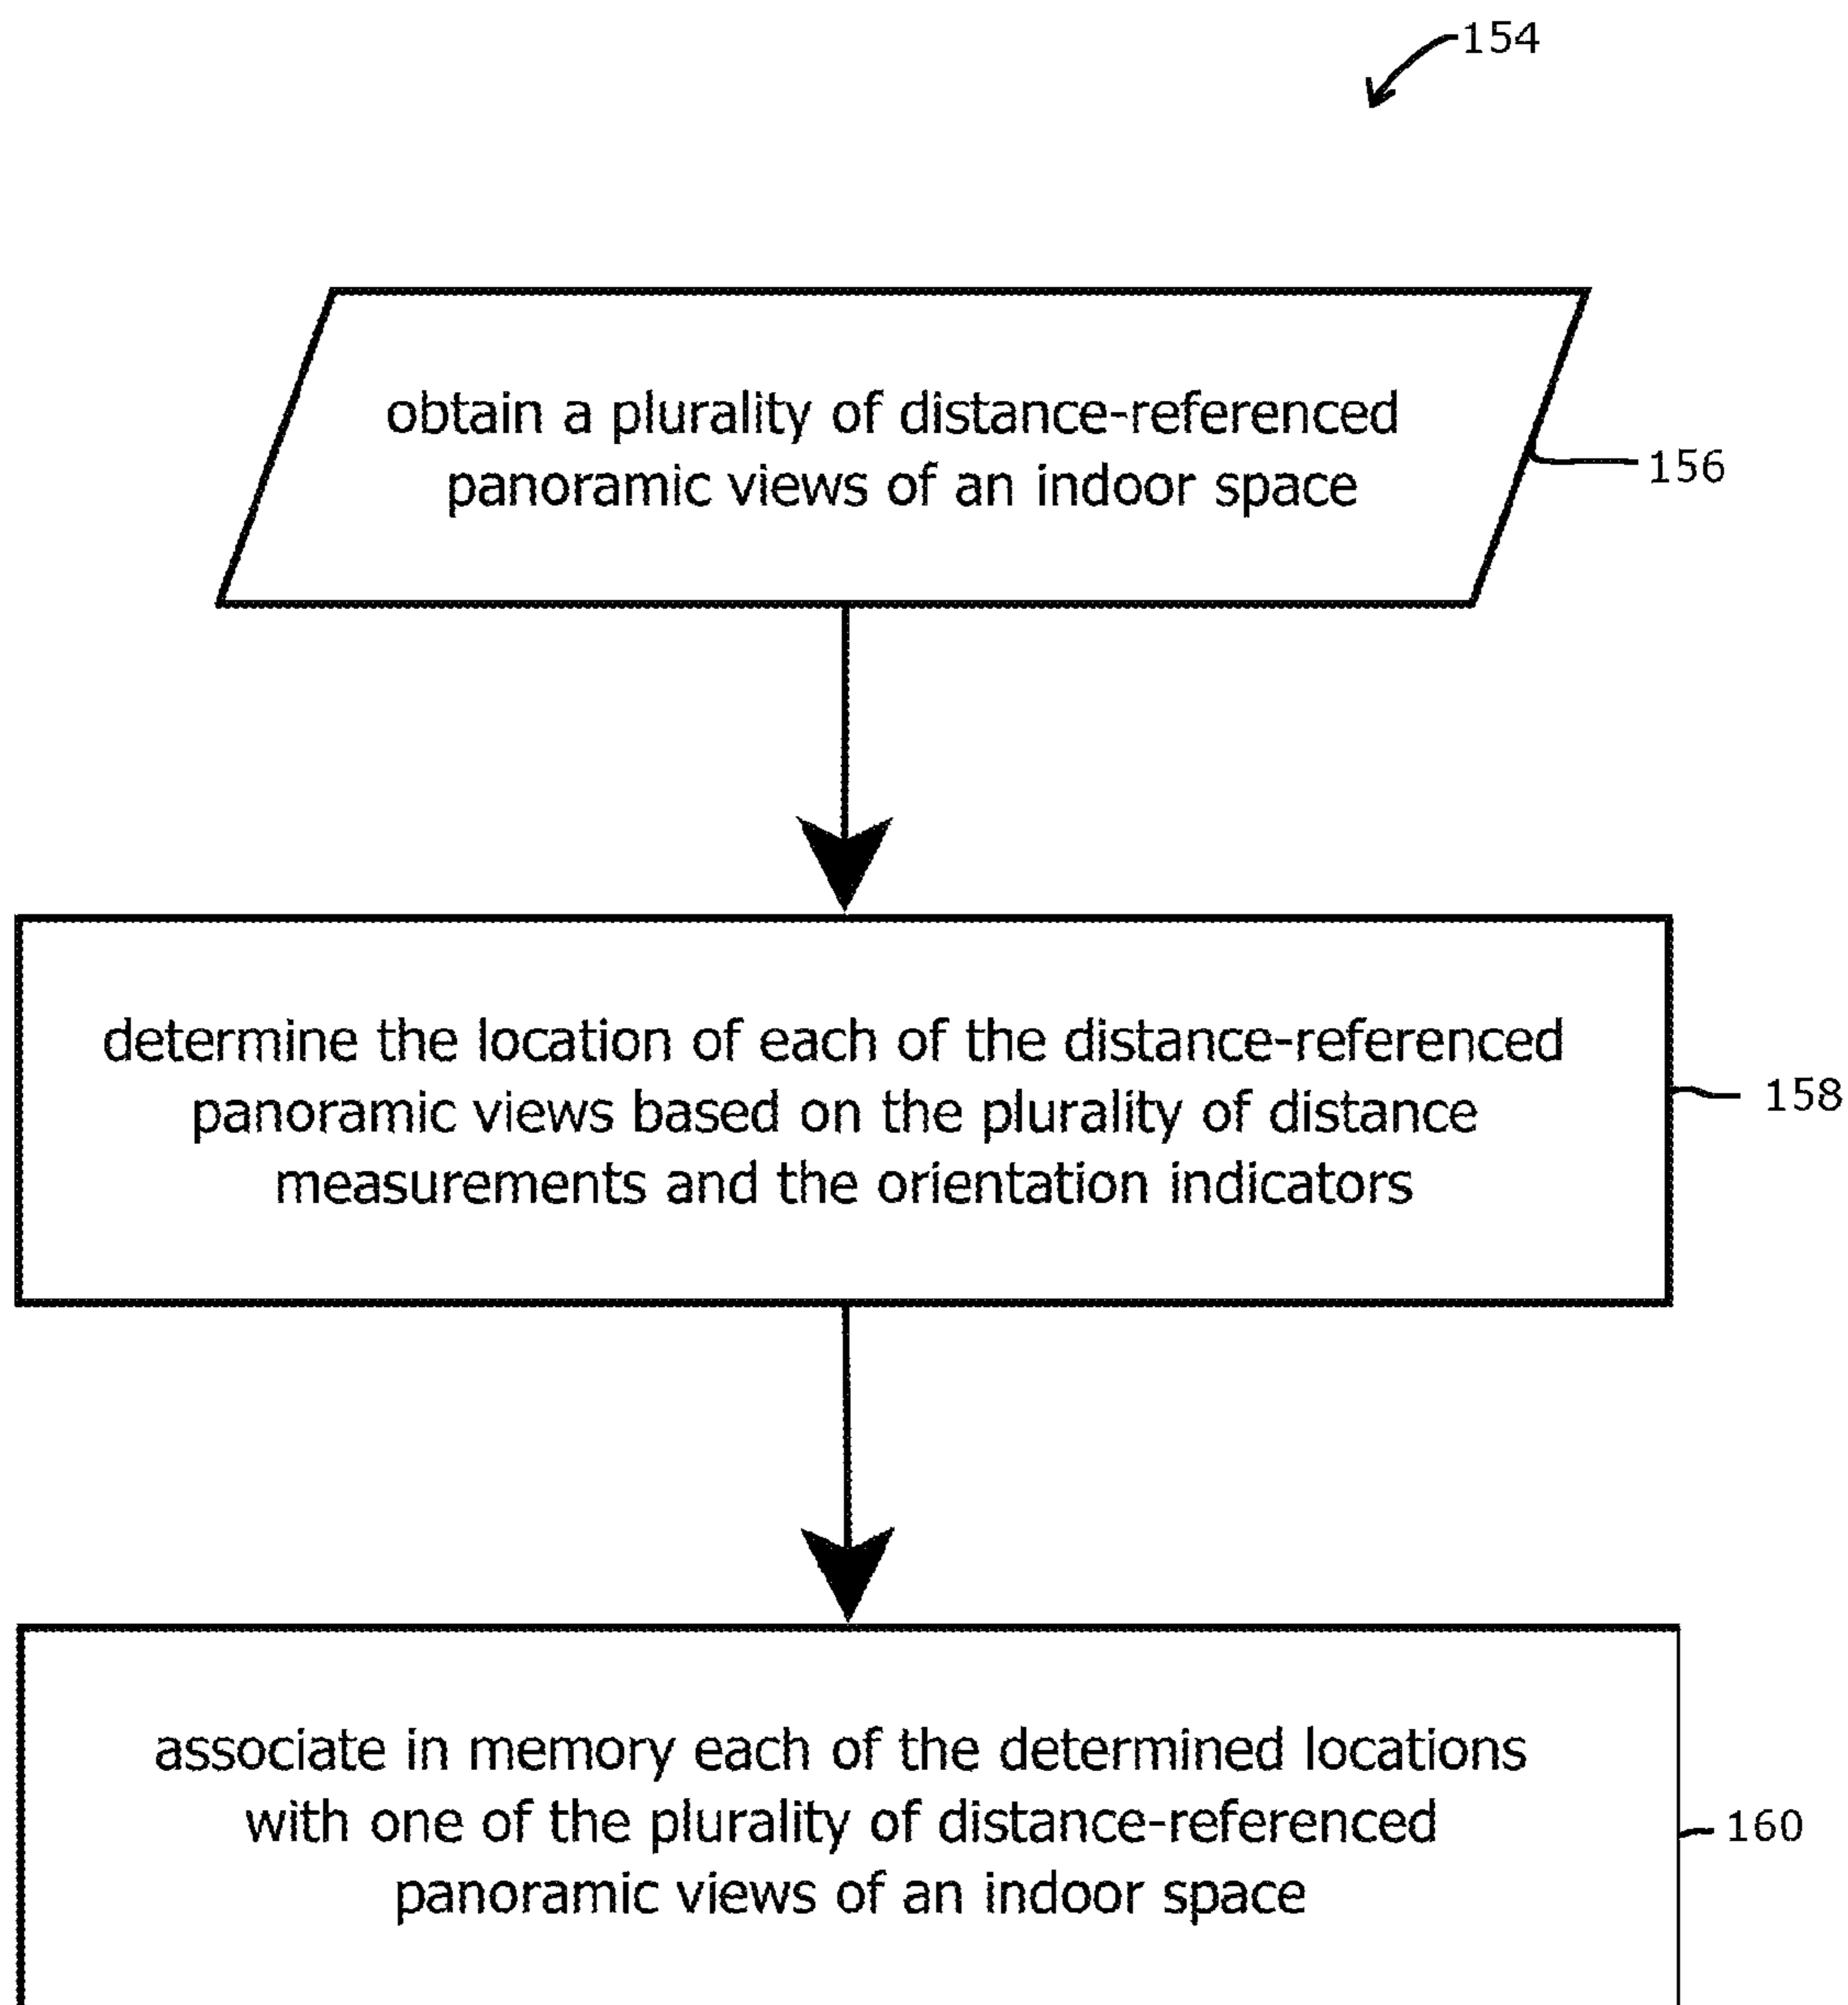 154
obtain a plurality of distance-referenced
panoramic views of an indoor space
156
determine the location of each of the distance-referenced
panoramic views based on the plurality of distance
measurements and the orientation indicators
158
associate in memory each of the determined locations
with one of the plurality of distance-referenced
panoramic views of an indoor space
160